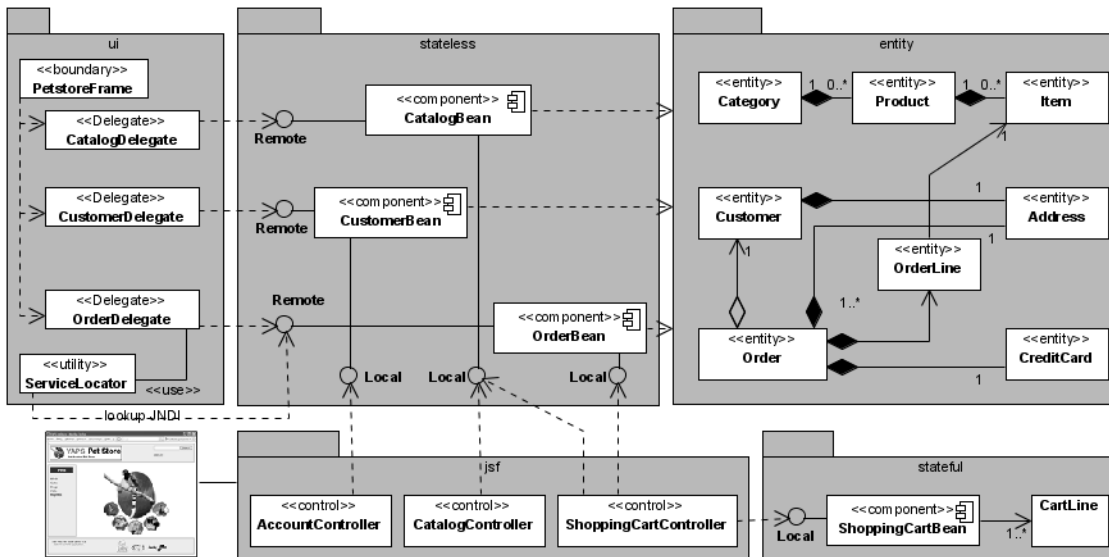 ui
<<boundary>>
PetstoreFrame
<<Delegate>>
CatalogDelegate
<<Delegate>>
CustomerDelegate
<<Delegate>>
OrderDelegate
<<utility>>
ServiceLocator
<<use>>
lookup JNDI
stateless
<<component>>
CatalogBean
Remote
<<component>>
CustomerBean
Remote
Remote
<<component>>
OrderBean
Local
Local
Local
entity
<<entity>>
Category
1 0..*
<<entity>>
Product
1 0..*
<<entity>>
Item
1
<<entity>>
Customer
1
<<entity>>
Address
1
1
<<entity>>
OrderLine
1..*
<<entity>>
Order
<<entity>>
CreditCard
1
YAPS Pet Store
jsf
<<control>>
AccountController
<<control>>
CatalogController
<<control>>
ShoppingCartController
stateful
Local
<<component>>
ShoppingCartBean
1..*
CartLine